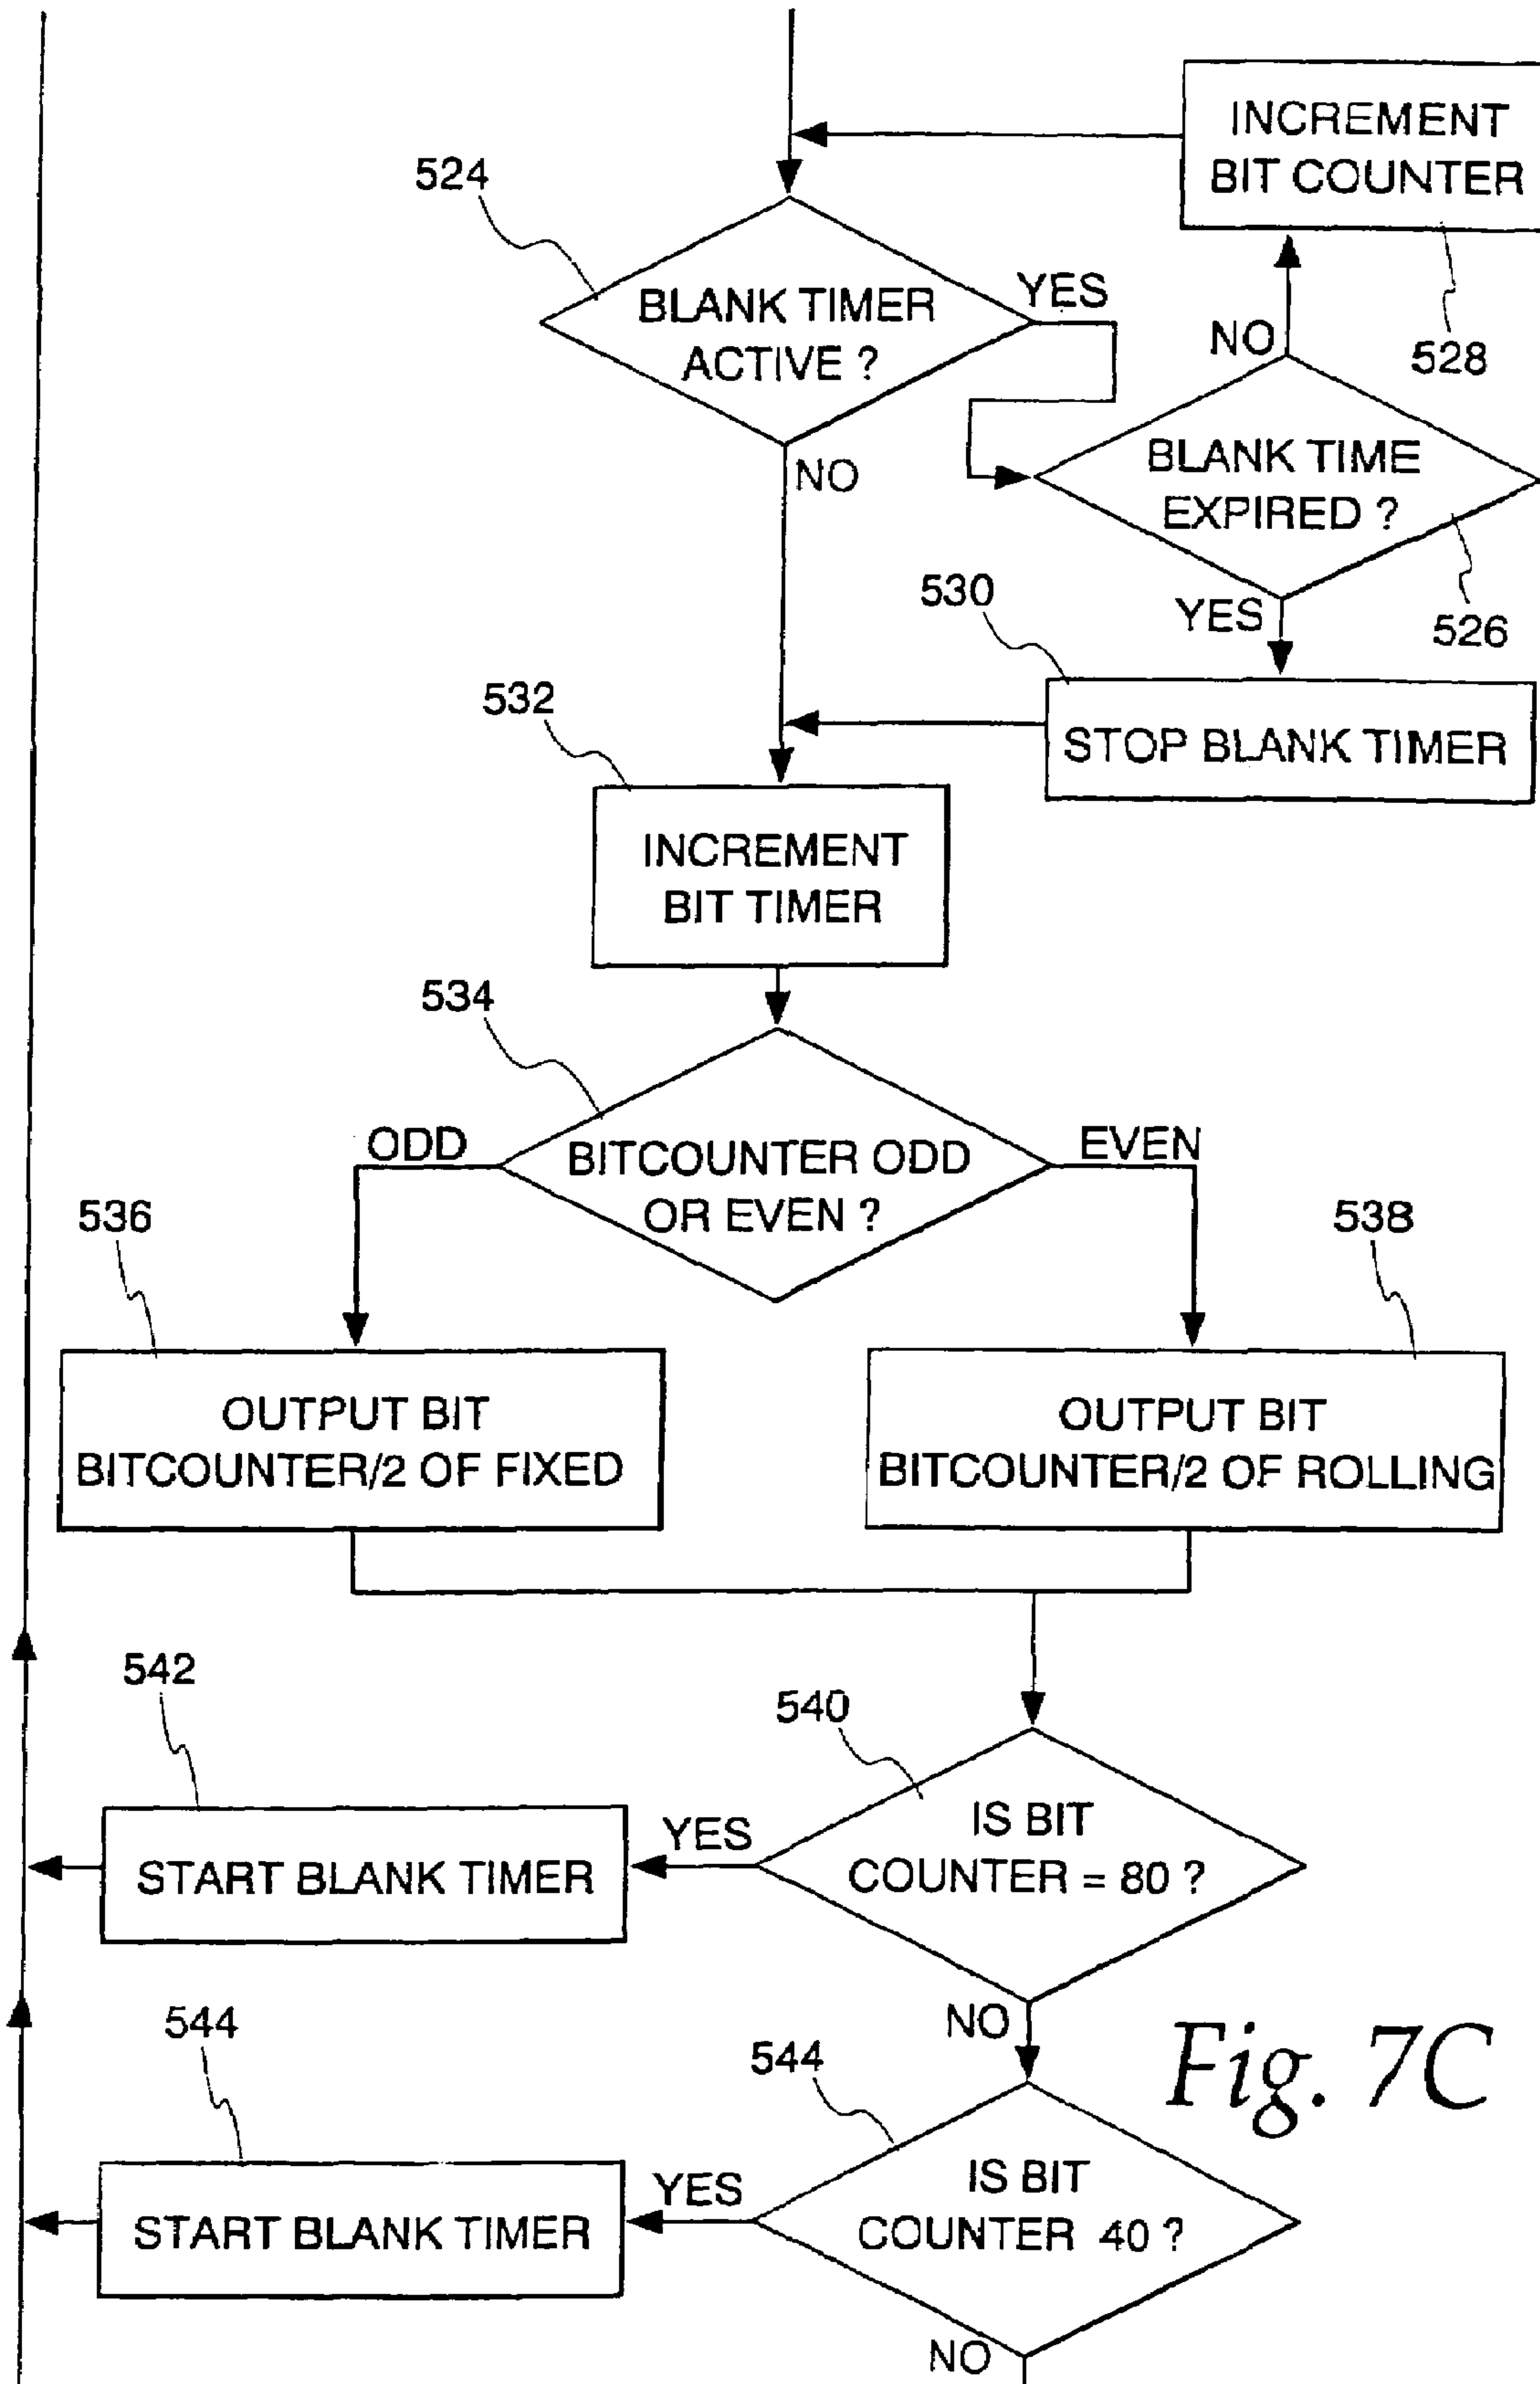 INCREMENT
BIT COUNTER
524
YES
BLANK TIMER
ACTIVE ?
NO
528
NO
BLANK TIME
EXPIRED ?
530
YES
526
532
STOP BLANK TIMER
INCREMENT
BIT TIMER
534
ODD
BITCOUNTER ODD
OR EVEN ?
EVEN
536
538
OUTPUT BIT
BITCOUNTER/2 OF FIXED
OUTPUT BIT
BITCOUNTER/2 OF ROLLING
542
540
IS BIT
COUNTER = 80 ?
YES
START BLANK TIMER
NO
544
544
Fig. 7C
IS BIT
COUNTER 40 ?
YES
START BLANK TIMER
NO